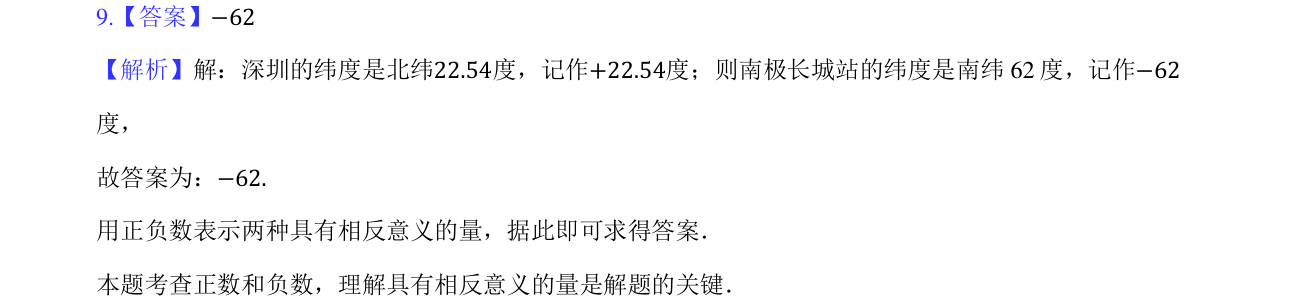 9.【答案】−62
【解析】解：深圳的纬度是北纬22.54度，记作+22.54度；则南极长城站的纬度是南纬 62 度，记作−62
度，
故答案为：−62.
用正负数表示两种具有相反意义的量，据此即可求得答案．
本题考查正数和负数，理解具有相反意义的量是解题的关键．